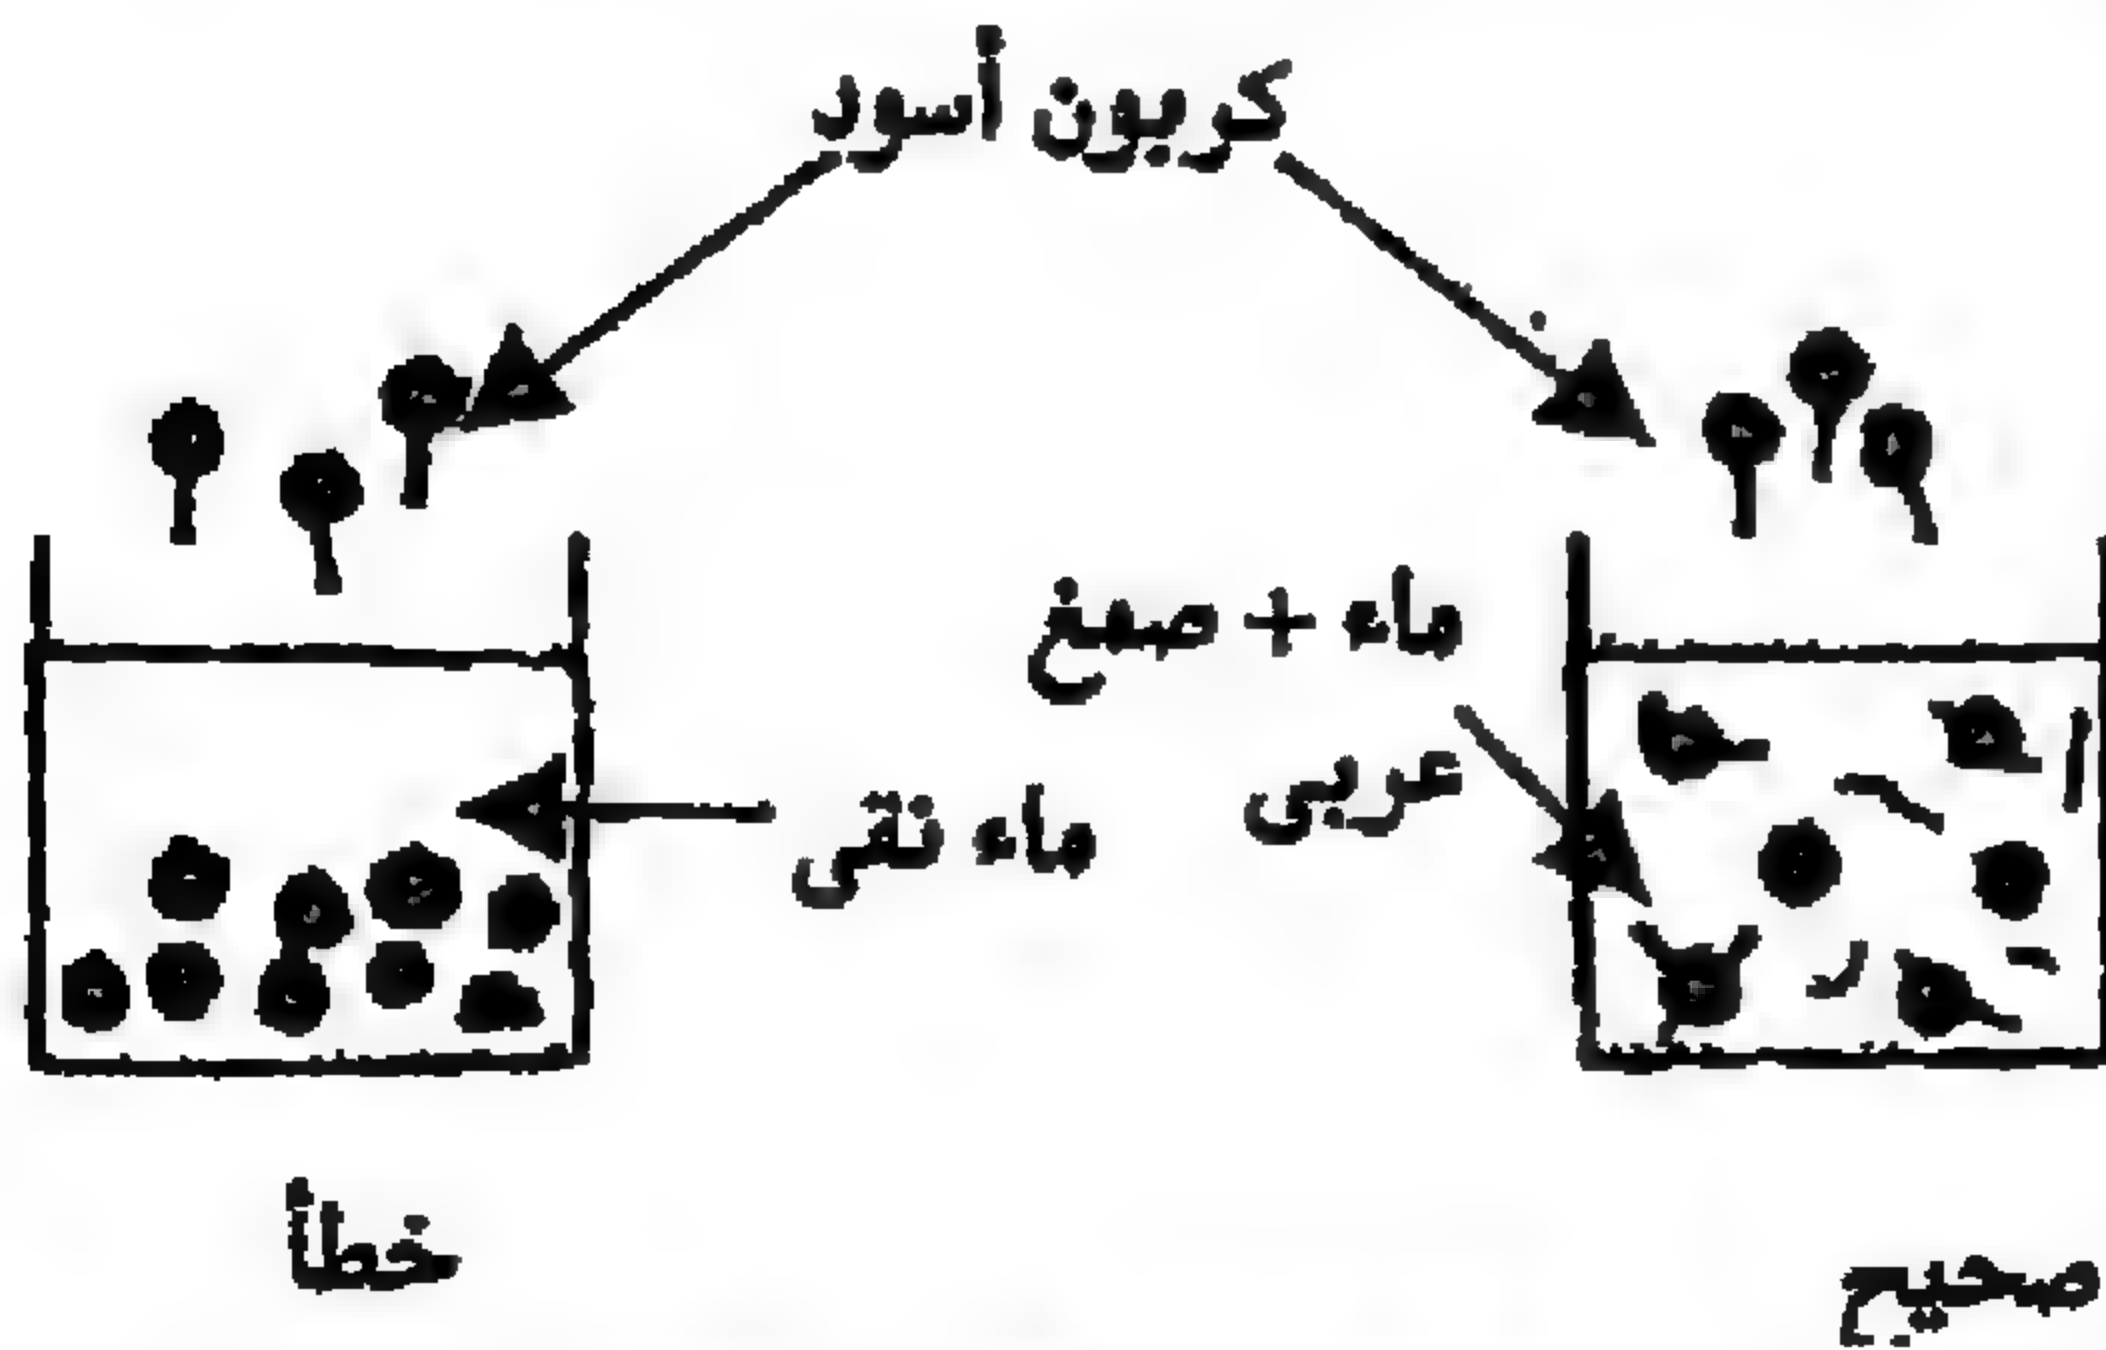 كربون أسود
ماء + صمغ
عربى
ماء نقى
صحيح
خطأ